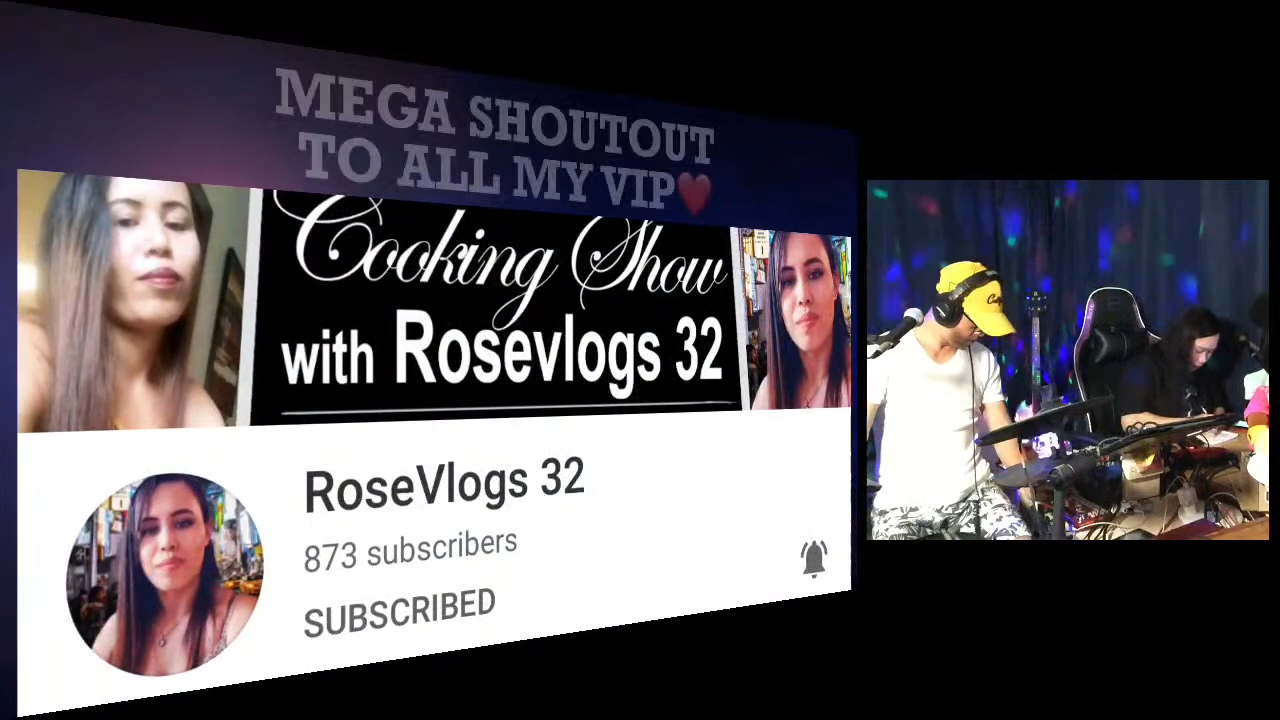 MEGA SHOUTOUT
TO ALL MY VIP❤️
Cooking Show
with Rosevlogs 32
RoseVlogs 32
873 subscribers
SUBSCRIBED